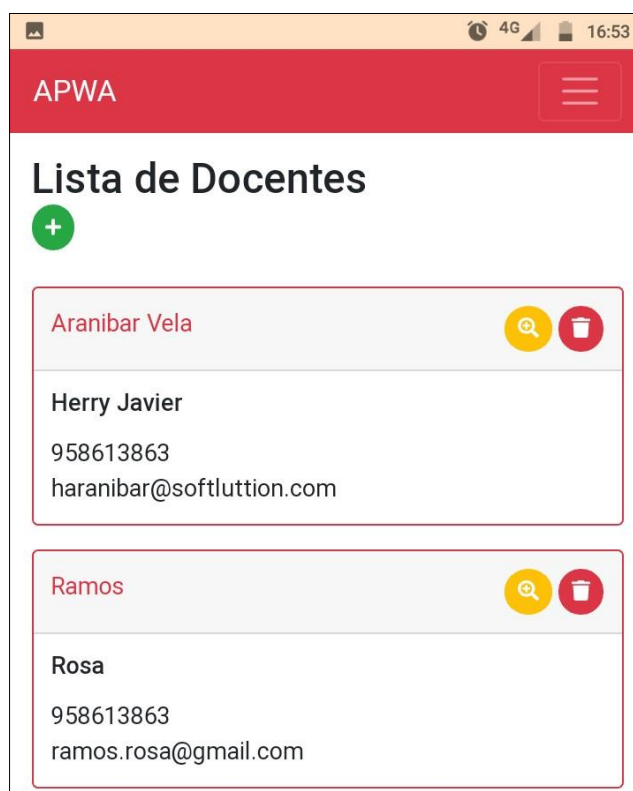 4G 16:53
APWA
Lista de Docentes
Aranibar Vela
Herry Javier
958613863
haranibar@softluttion.com
Ramos
Rosa
958613863
ramos.rosa@gmail.com